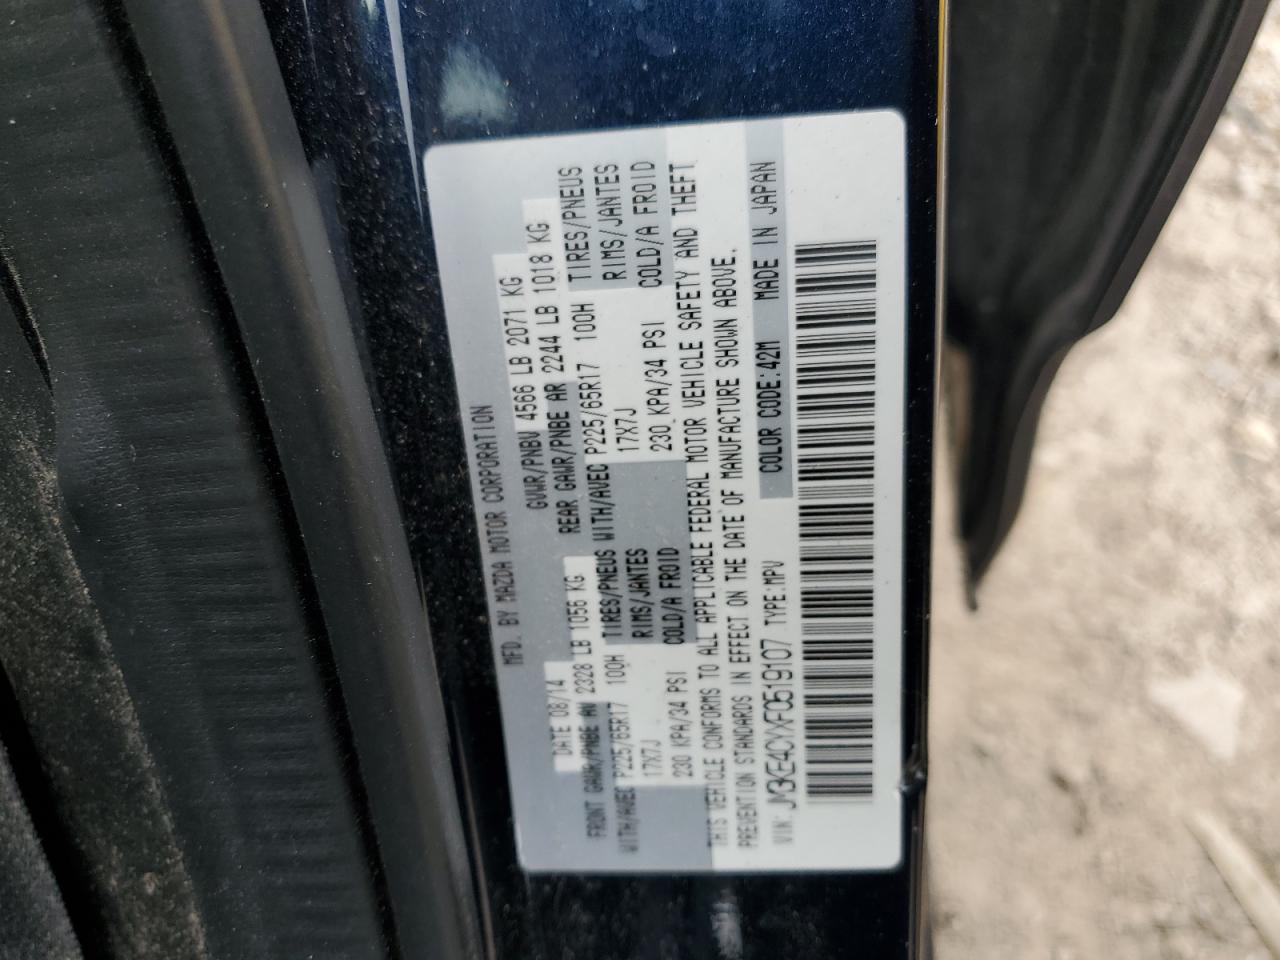 MFD. BY MAZDA MOTOR CORPORATION
DATE 08/14 GVWR/PNBV 4566 LB 2071 KG
FRONT GAWR/PNBE AV 2328 LB 1056 KG REAR GAWR/PNBE AR 2244 LB 1018 KG
WITH/AVEC P225/65R17 100H TIRES/PNEUS WITH/AVEC P225/65R17 100H TIRES/PNEUS
17X7J RIMS/JANTES 17X7J RIMS/JANTES
230 KPA/34 PSI COLD/A FROID 230 KPA/34 PSI COLD/A FROID
THIS VEHICLE CONFORMS TO ALL APPLICABLE FEDERAL MOTOR VEHICLE SAFETY AND THEFT
PREVENTION STANDARDS IN EFFECT ON THE DATE OF MANUFACTURE SHOWN ABOVE.
COLOR CODE:42M MADE IN JAPAN
VIN: JM3KE4CYXF0519107 TYPE:MPV